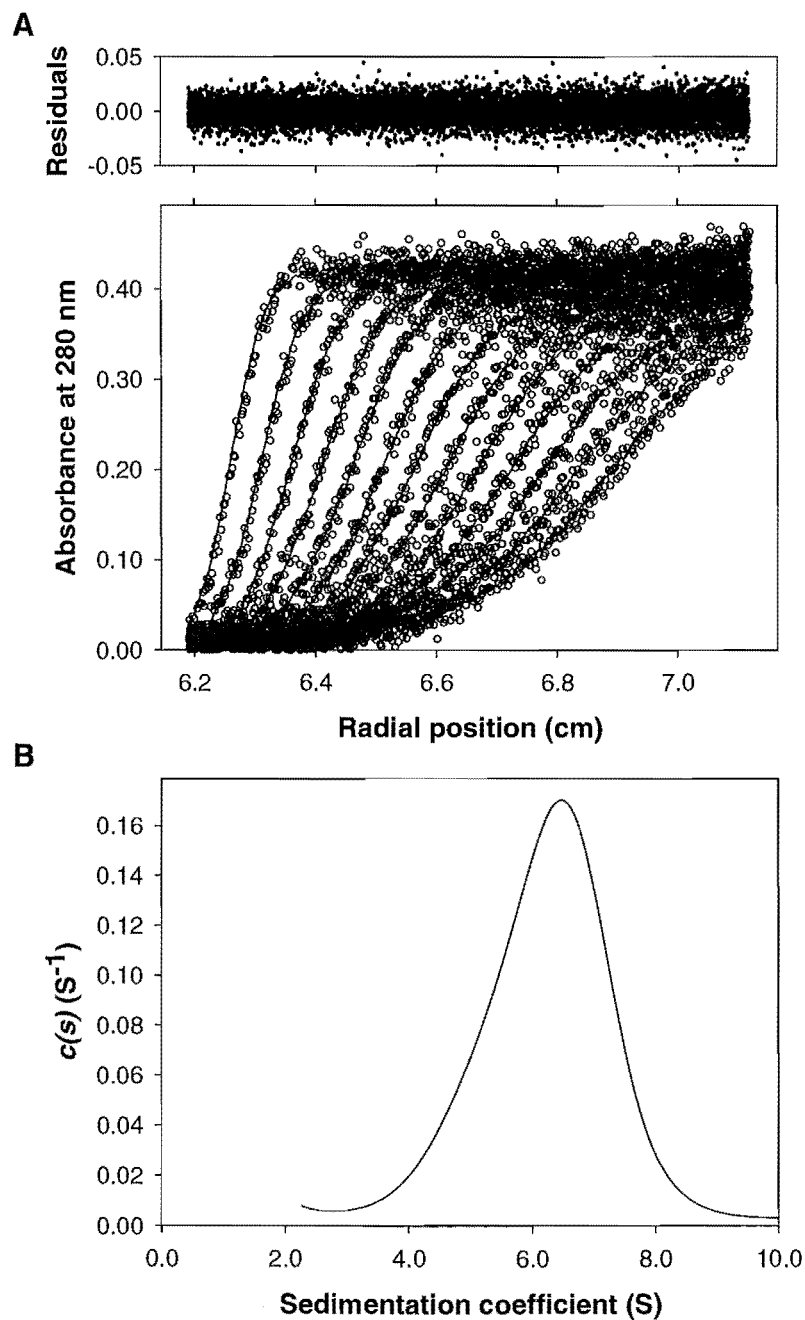 A
Residuals
0.05
0.00
-0.05
Absorbance at 280 nm
0.40
0.30
0.20
0.10
0.00
6.2 6.4 6.6 6.8 7.0
Radial position (cm)
B
c(s) (S⁻¹)
0.16
0.14
0.12
0.10
0.08
0.06
0.04
0.02
0.00
0.0 2.0 4.0 6.0 8.0 10.0
Sedimentation coefficient (S)